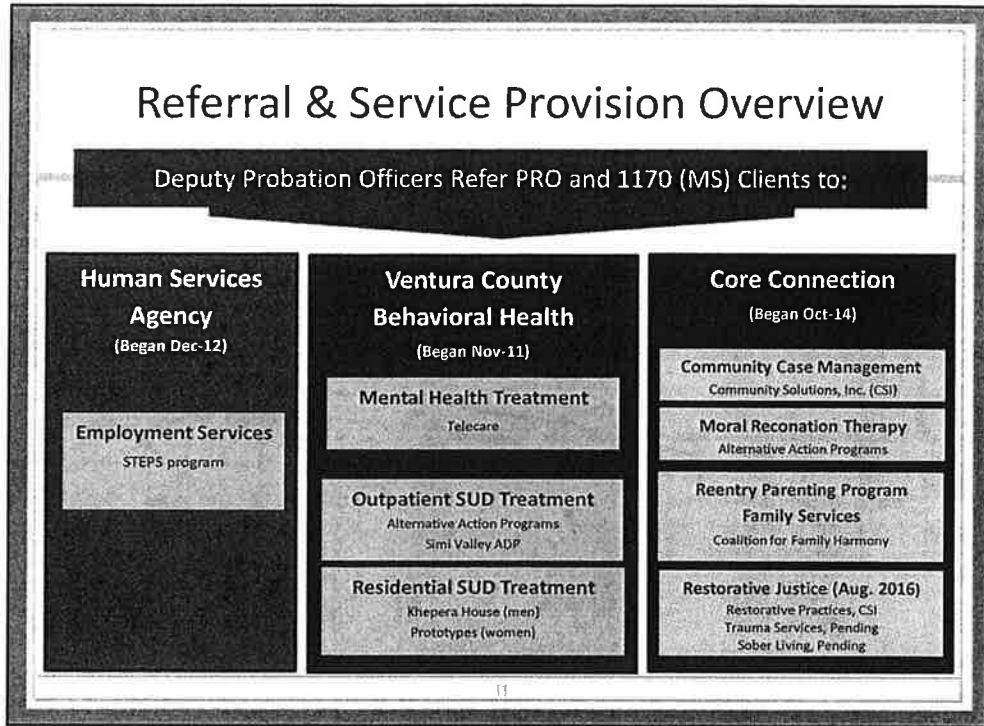 Referral & Service Provision Overview
Deputy Probation Officers Refer PRO and 1170 (MS) Clients to:
Human Services
Agency
(Began Dec-12)
Employment Services
STEPS program
Ventura County
Behavioral Health
(Began Nov-11)
Mental Health Treatment
Telecare
Outpatient SUD Treatment
Alternative Action Programs
Simi Valley ADP
Residential SUD Treatment
Khepera House (men)
Prototypes (women)
Core Connection
(Began Oct-14)
Community Case Management
Community Solutions, Inc. (CSI)
Moral Reconation Therapy
Alternative Action Programs
Reentry Parenting Program
Family Services
Coalition for Family Harmony
Restorative Justice (Aug. 2016)
Restorative Practices, CSI
Trauma Services, Pending
Sober Living, Pending
11